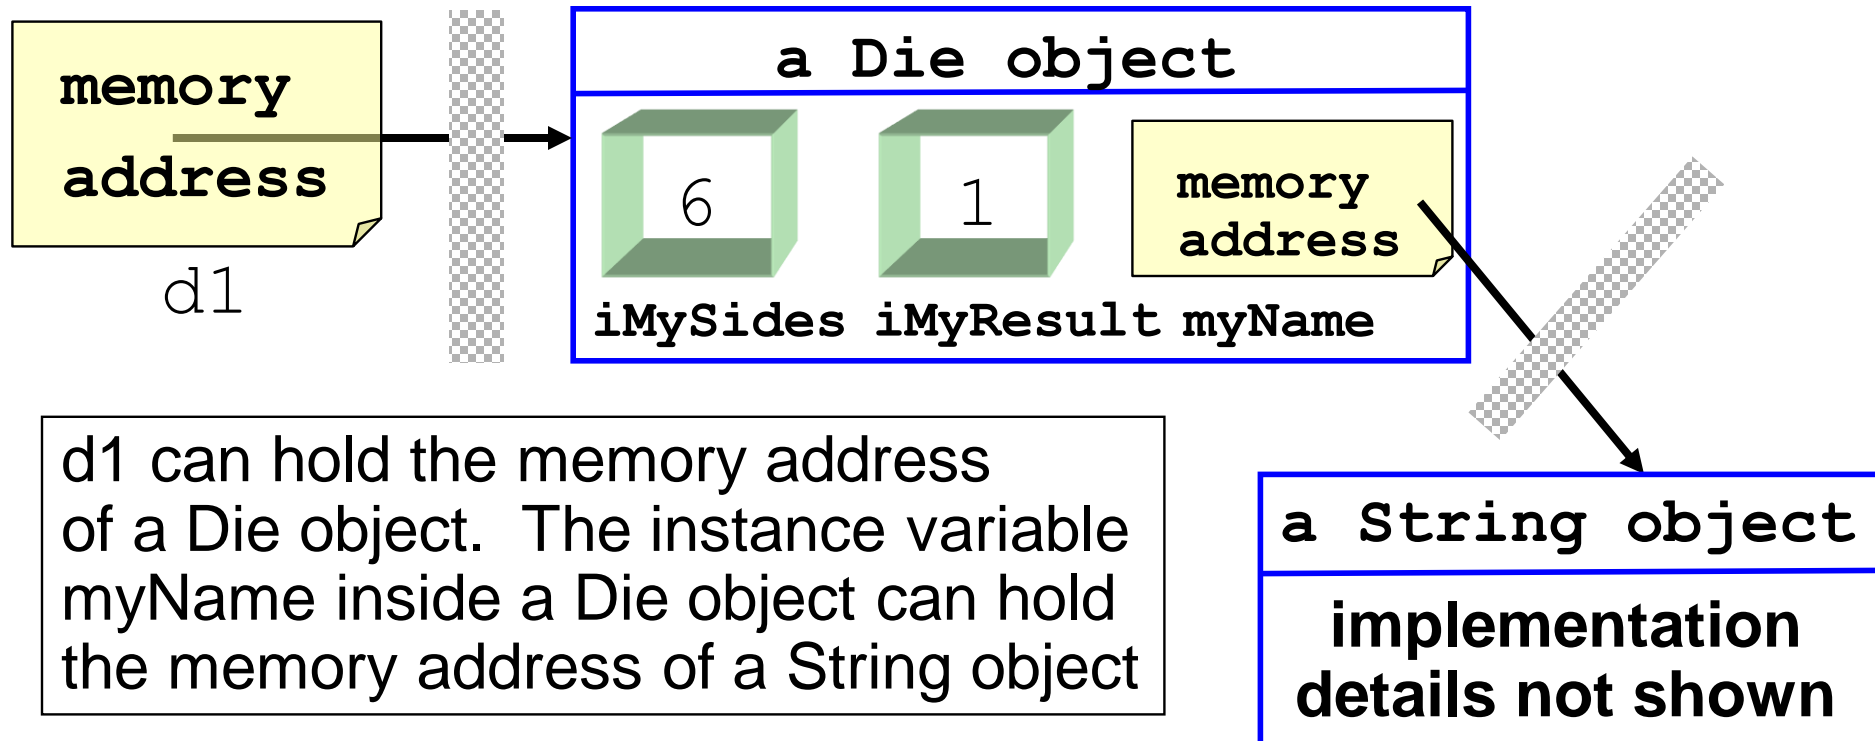 memory
address
d1
a Die object
6
1
memory
address
iMySides iMyResult myName
d1 can hold the memory address
of a Die object. The instance variable
myName inside a Die object can hold
the memory address of a String object
a String object
implementation
details not shown